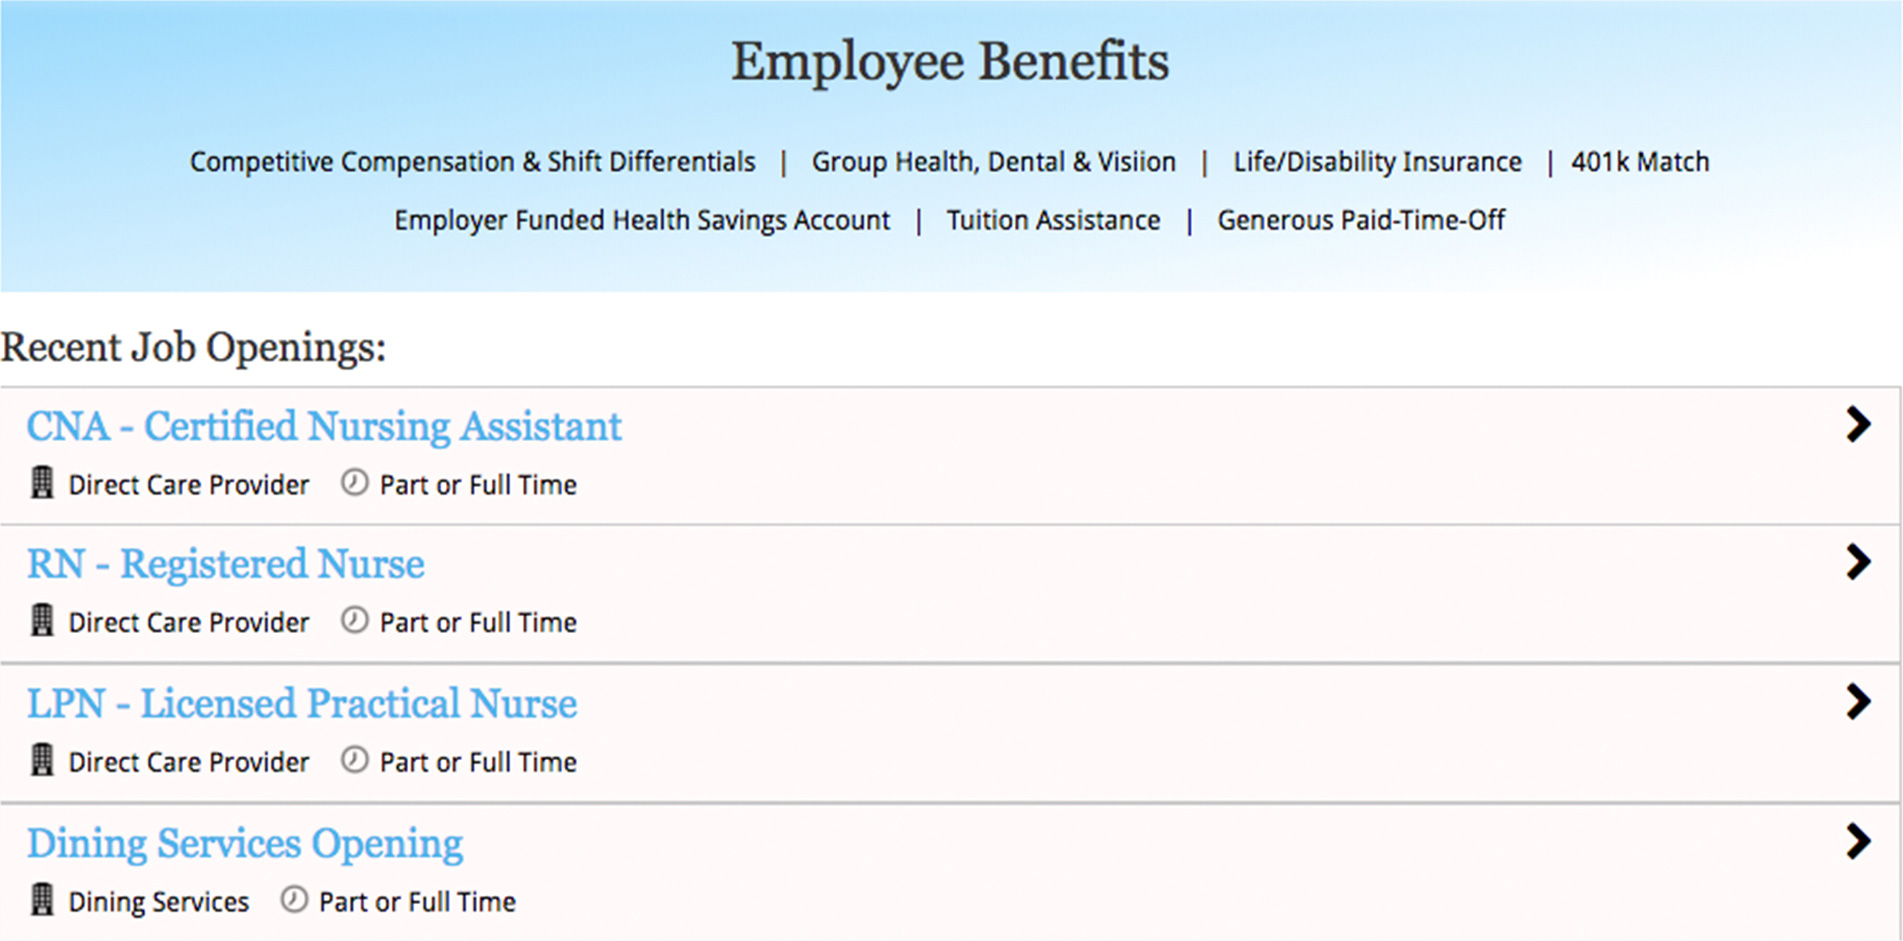 Employee Benefits
Competitive Compensation & Shift Differentials | Group Health, Dental & Visiion | Life/Disability Insurance | 401k Match
Employer Funded Health Savings Account | Tuition Assistance | Generous Paid-Time-Off
Recent Job Openings:
CNA - Certified Nursing Assistant
Direct Care Provider Part or Full Time
RN - Registered Nurse
Direct Care Provider Part or Full Time
LPN - Licensed Practical Nurse
Direct Care Provider Part or Full Time
Dining Services Opening
Dining Services Part or Full Time